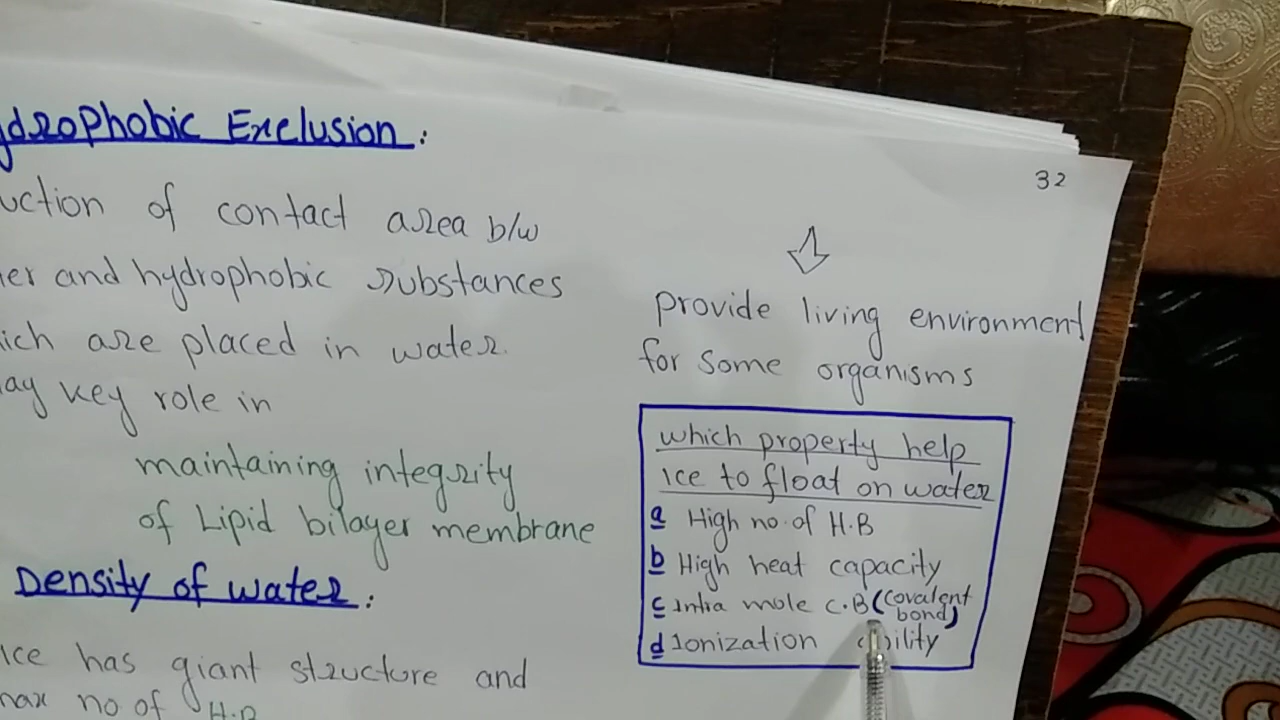 Hydrophobic Exclusion:
uction of contact area b/w
er and hydrophobic substances
ich are placed in water.
ay key role in
maintaining integrity
of Lipid bilayer membrane
Density of water:
Ice has giant structure and
max no of H.B
32
provide living environment
for some organisms
which property help
ice to float on water
a High no. of H.B
b High heat capacity
c Intra mole C.B (covalent
bond)
d Ionization ability